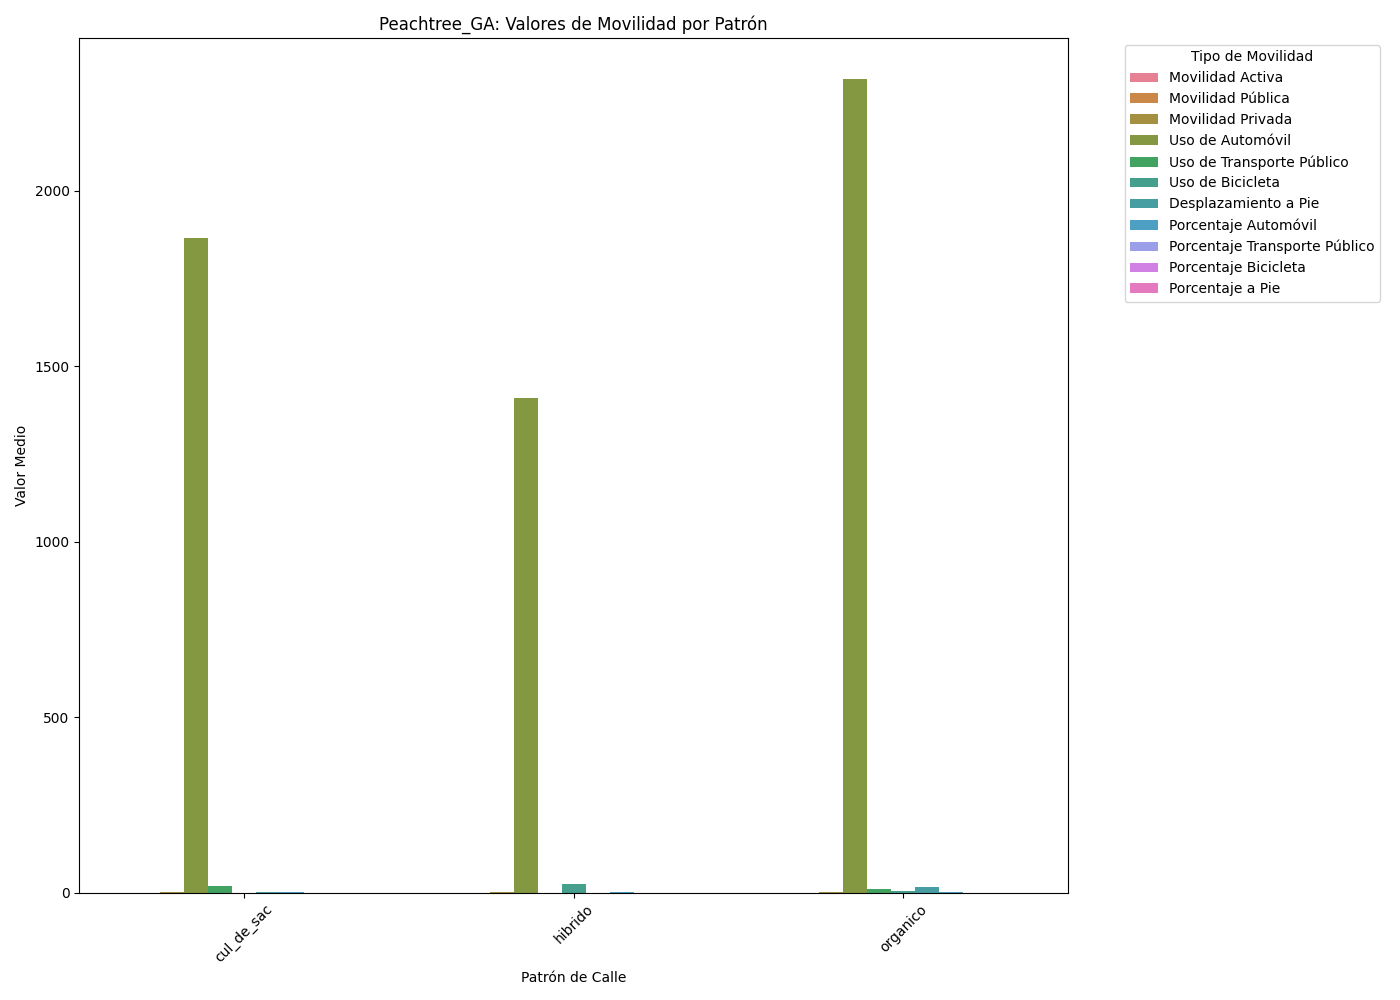 Peachtree_GA: Valores de Movilidad por Patrón
Tipo de Movilidad
Movilidad Activa
Movilidad Pública
Movilidad Privada
Uso de Automóvil
Uso de Transporte Público
Uso de Bicicleta
Desplazamiento a Pie
Porcentaje Automóvil
Porcentaje Transporte Público
Porcentaje Bicicleta
Porcentaje a Pie
Valor Medio
2000
1500
1000
500
0
cul_de_sac
hibrido
organico
Patrón de Calle